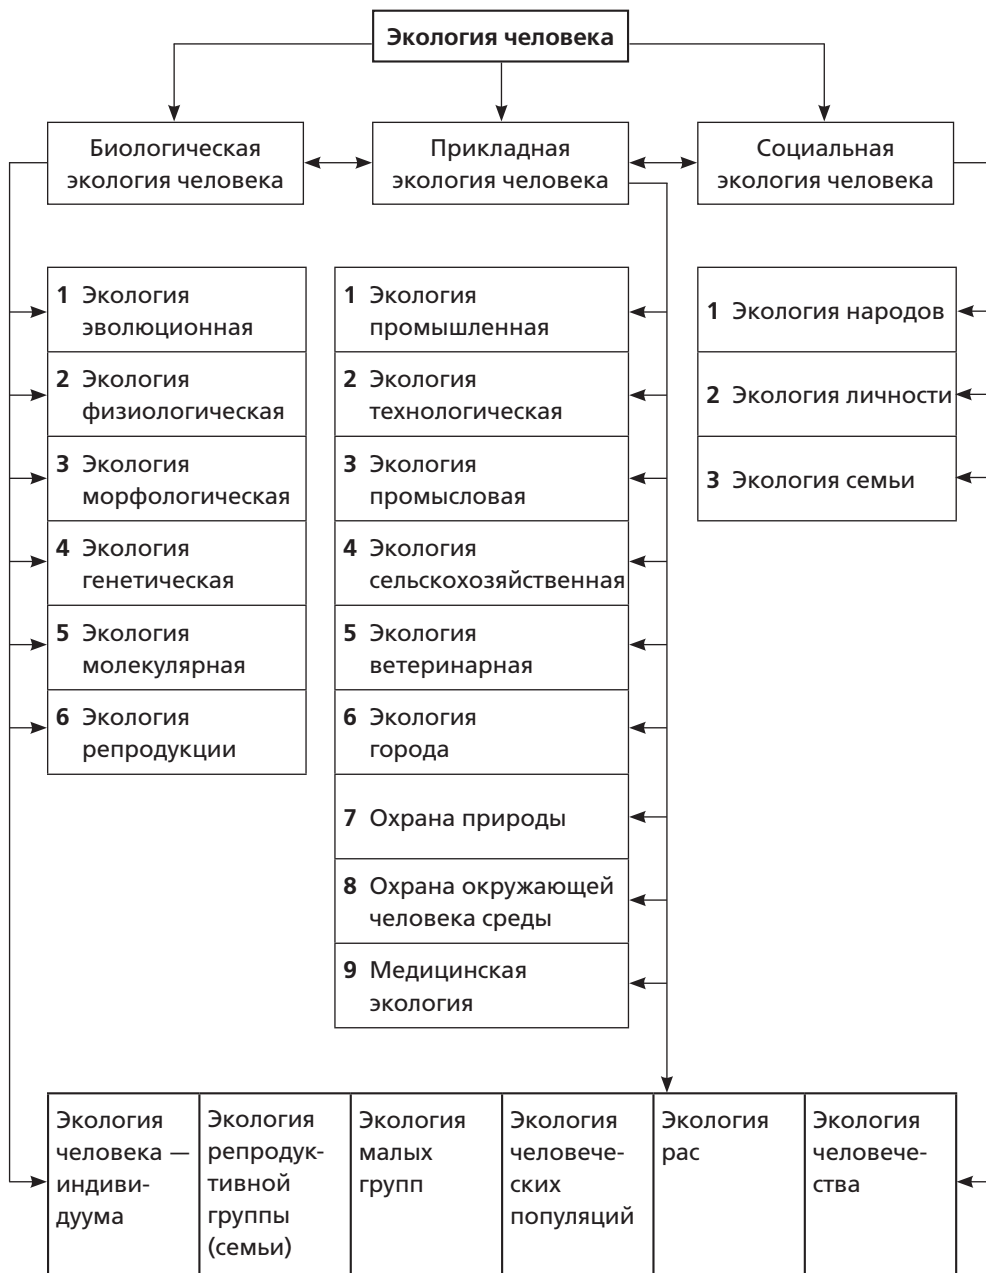 Экология человека
Биологическая
экология человека
Прикладная
экология человека
Социальная
экология человека
1 Экология
эволюционная
2 Экология
физиологическая
3 Экология
морфологическая
4 Экология
генетическая
5 Экология
молекулярная
6 Экология
репродукции
1 Экология
промышленная
2 Экология
технологическая
3 Экология
промысловая
4 Экология
сельскохозяйственная
5 Экология
ветеринарная
6 Экология
города
7 Охрана природы
8 Охрана окружающей
человека среды
9 Медицинская
экология
1 Экология народов
2 Экология личности
3 Экология семьи
Экология
человека —
индиви-
дуума
Экология
репродук-
тивной
группы
(семьи)
Экология
малых
групп
Экология
человече-
ских
популяций
Экология
рас
Экология
человече-
ства